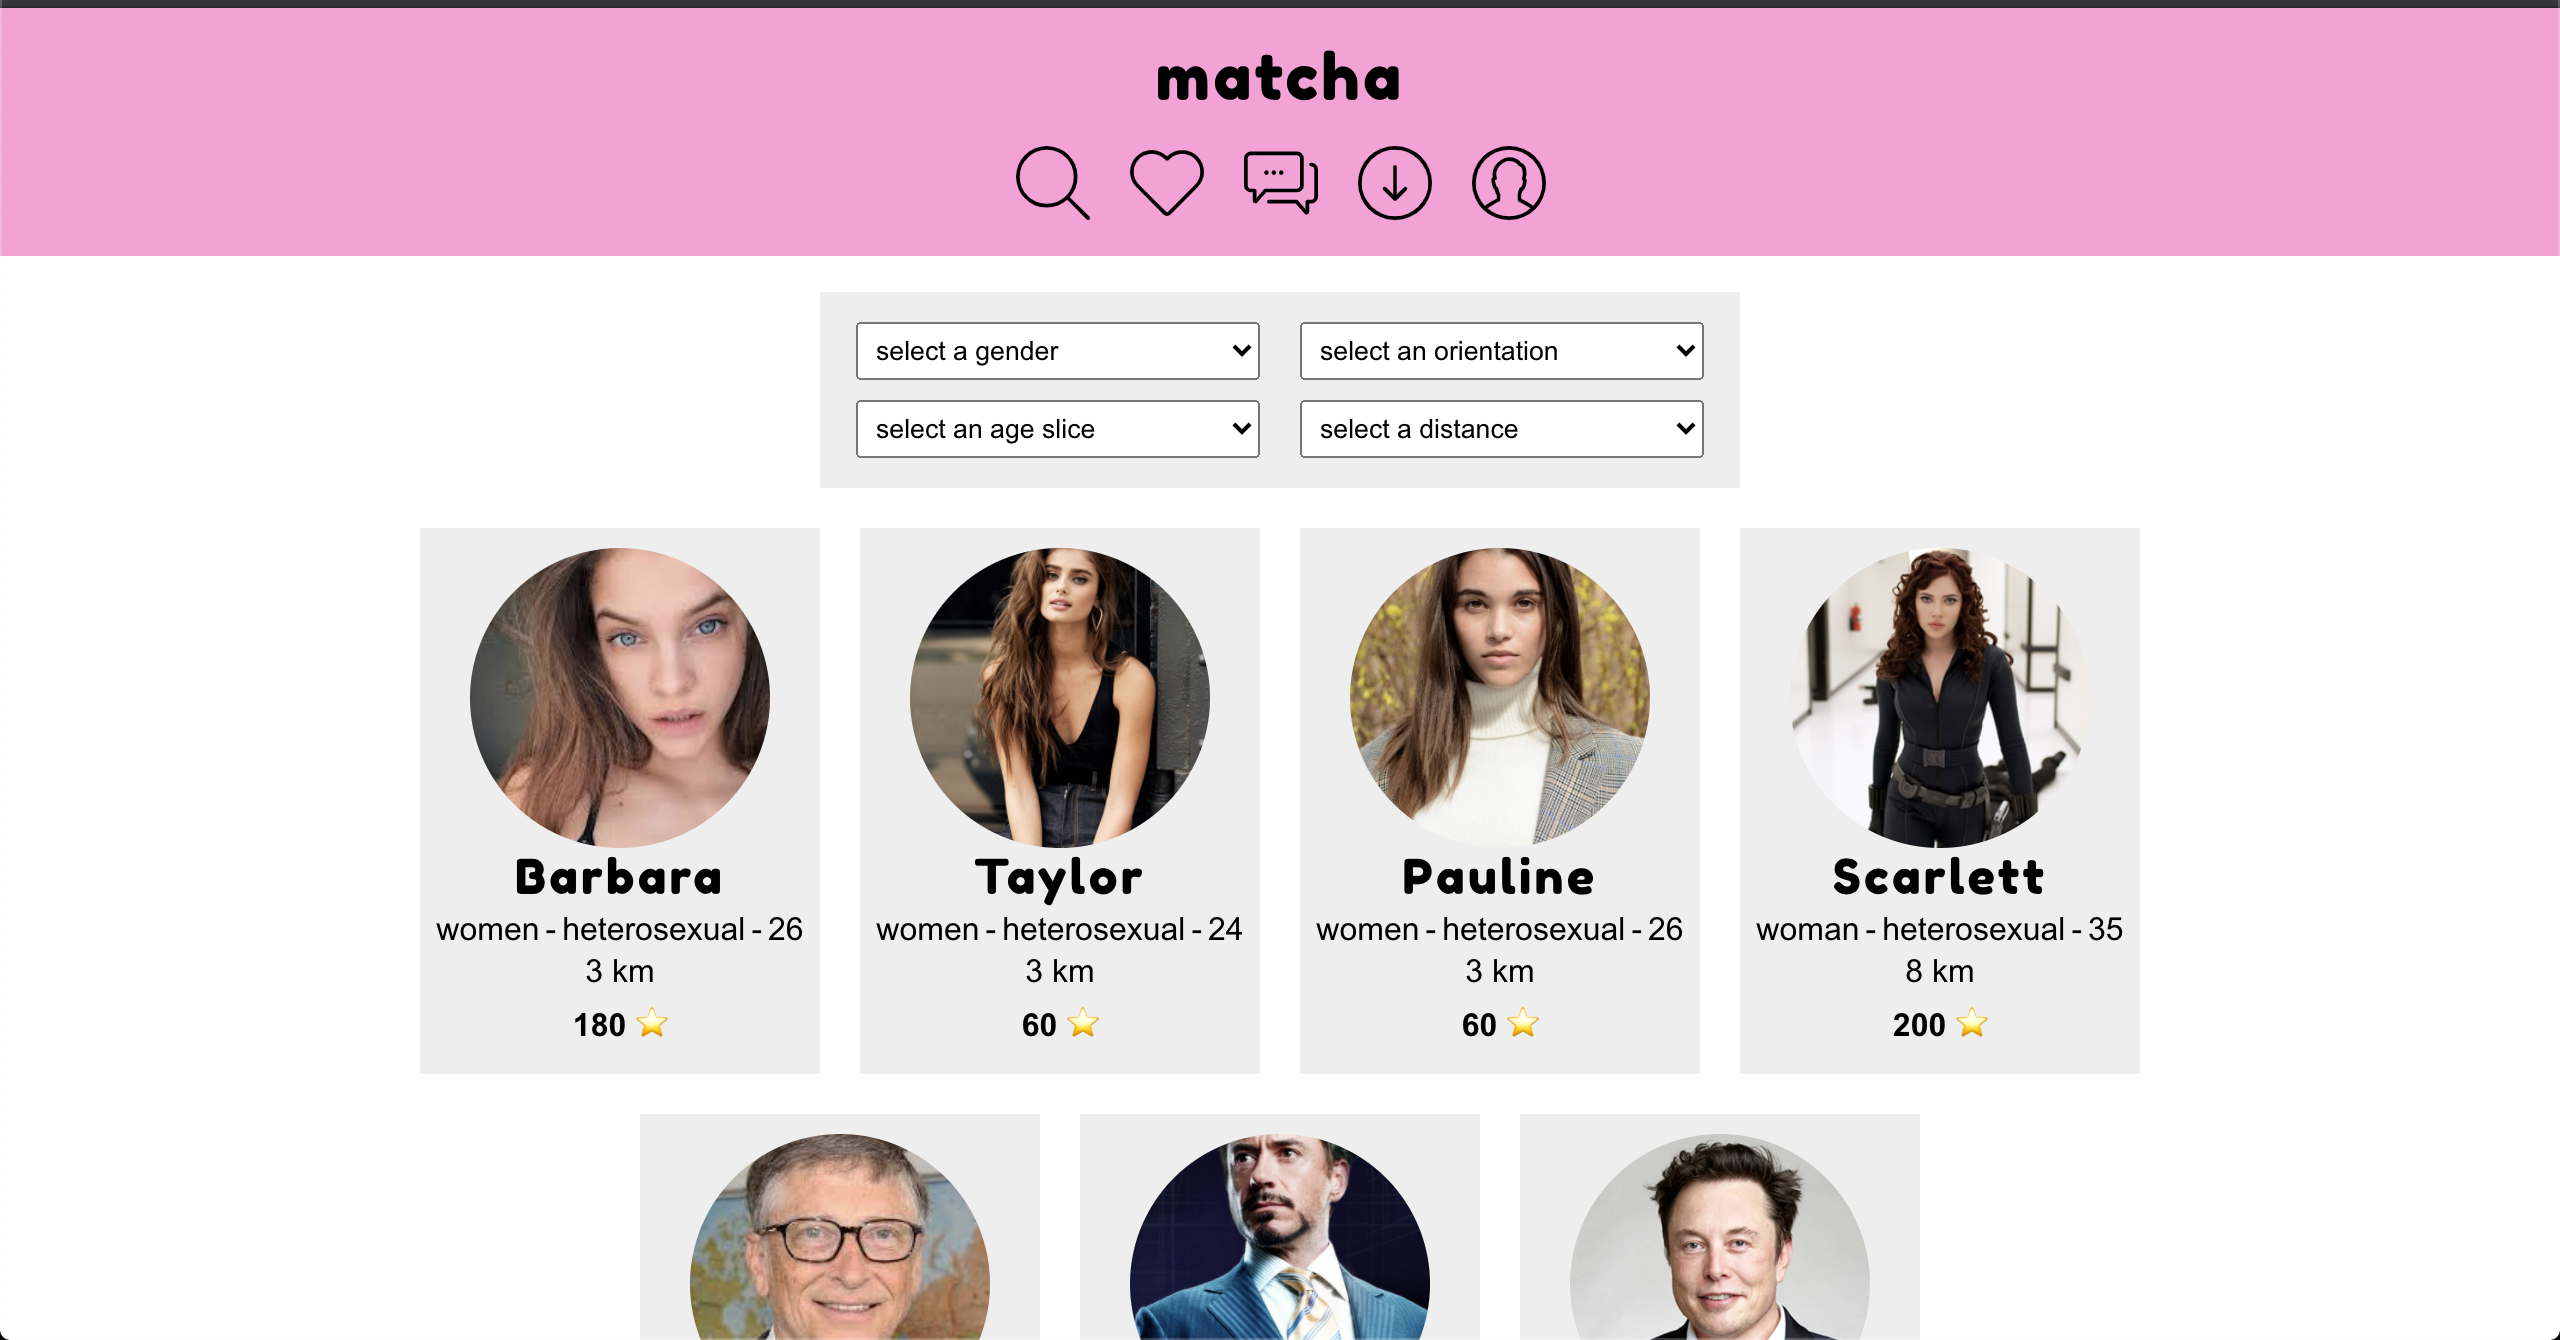 matcha
select a gender
select an orientation
select an age slice
select a distance
Barbara
women - heterosexual - 26
3 km
180 ⭐
Taylor
women - heterosexual - 24
3 km
60 ⭐
Pauline
women - heterosexual - 26
3 km
60 ⭐
Scarlett
woman - heterosexual - 35
8 km
200 ⭐